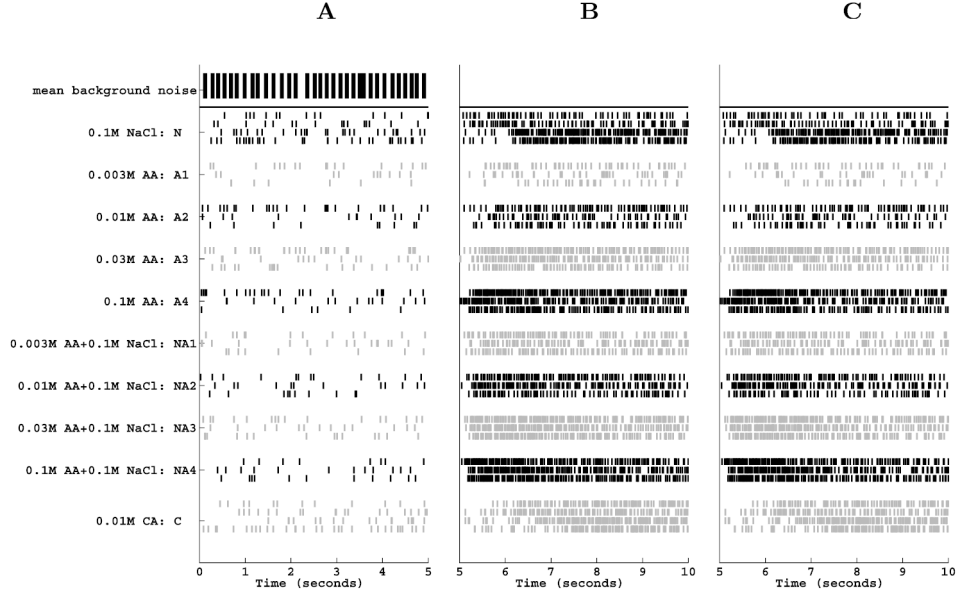 A B C
mean background noise
0.1M NaCl: N
0.003M AA: A1
0.01M AA: A2
0.03M AA: A3
0.1M AA: A4
0.003M AA+0.1M NaCl: NA1
0.01M AA+0.1M NaCl: NA2
0.03M AA+0.1M NaCl: NA3
0.1M AA+0.1M NaCl: NA4
0.01M CA: C
0 1 2 3 4 5 5 6 7 8 9 10 5 6 7 8 9 10
Time (seconds) Time (seconds) Time (seconds)